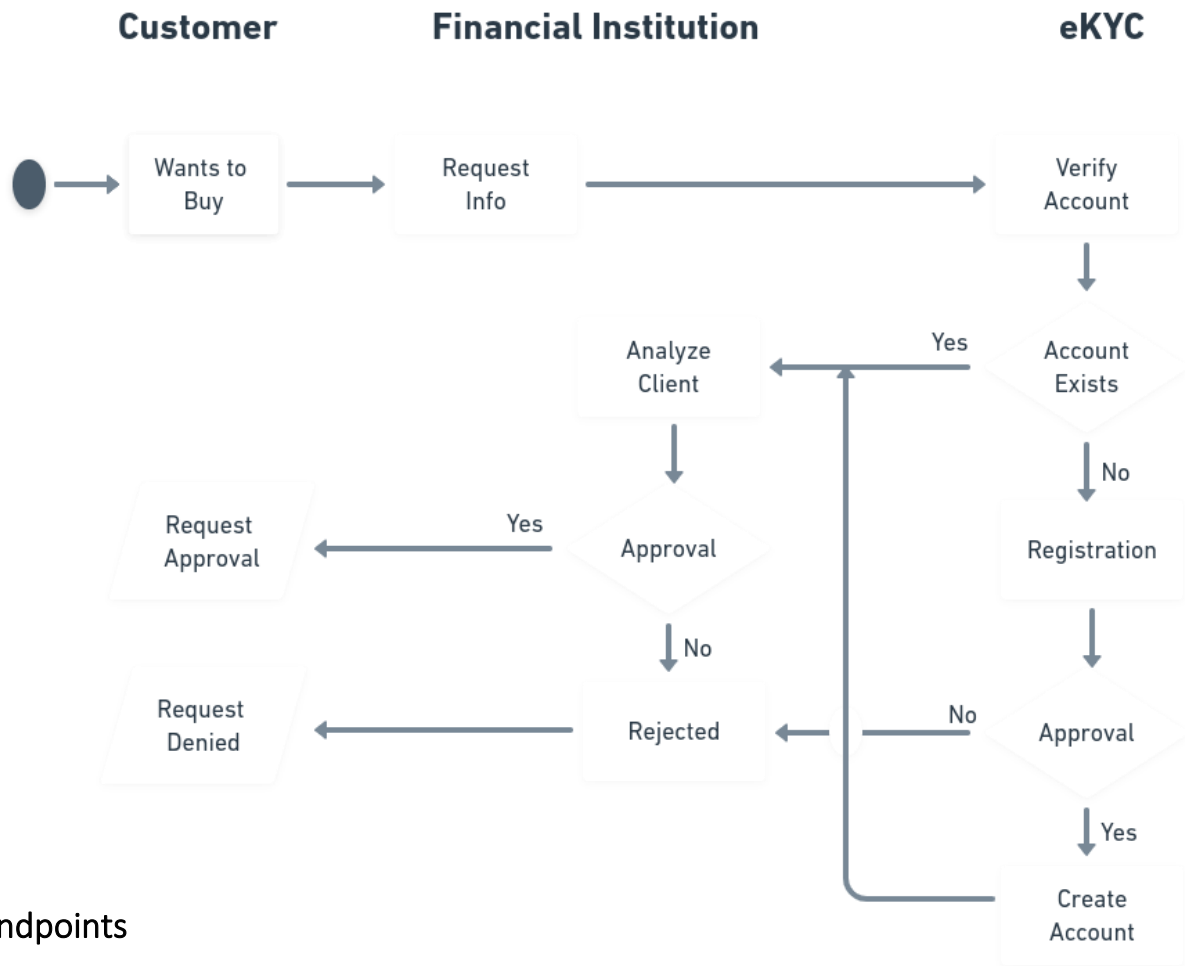 Customer
Financial Institution
eKYC
Wants to
Buy
Request
Info
Verify
Account
Analyze
Client
Yes
Account
Exists
No
Request
Approval
Yes
Approval
Registration
No
Request
Denied
Rejected
No
Approval
Yes
Create
Account
ndpoints